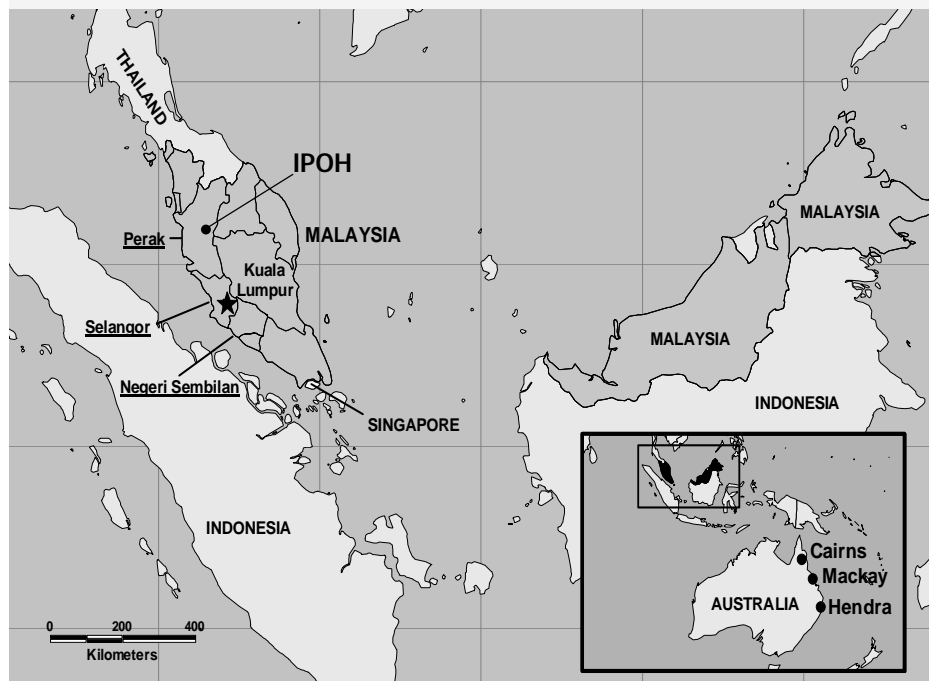 THAILAND
IPOH
Perak
MALAYSIA
MALAYSIA
Kuala
Lumpur
Selangor
MALAYSIA
Negeri Sembilan
SINGAPORE
INDONESIA
INDONESIA
Cairns
Mackay
AUSTRALIA
Hendra
0 200 400
Kilometers